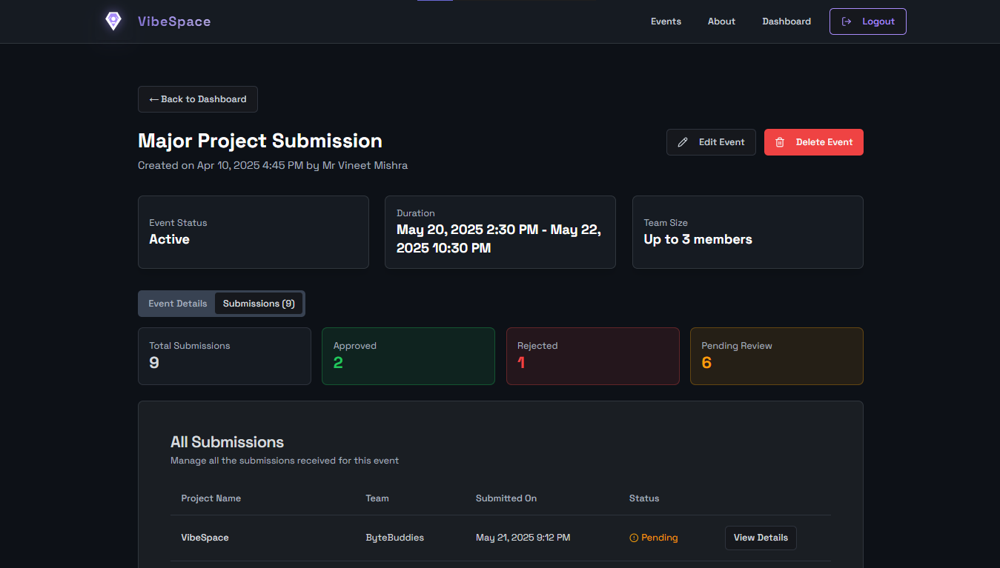 VibeSpace
Events
About
Dashboard
Logout
← Back to Dashboard
Major Project Submission
Edit Event
Delete Event
Created on Apr 10, 2025 4:45 PM by Mr Vineet Mishra
Event Status
Active
Duration
May 20, 2025 2:30 PM - May 22,
2025 10:30 PM
Team Size
Up to 3 members
Event Details
Submissions (9)
Total Submissions
9
Approved
2
Rejected
1
Pending Review
6
All Submissions
Manage all the submissions received for this event
Project Name Team Submitted On Status
VibeSpace ByteBuddies May 21, 2025 9:12 PM Pending View Details